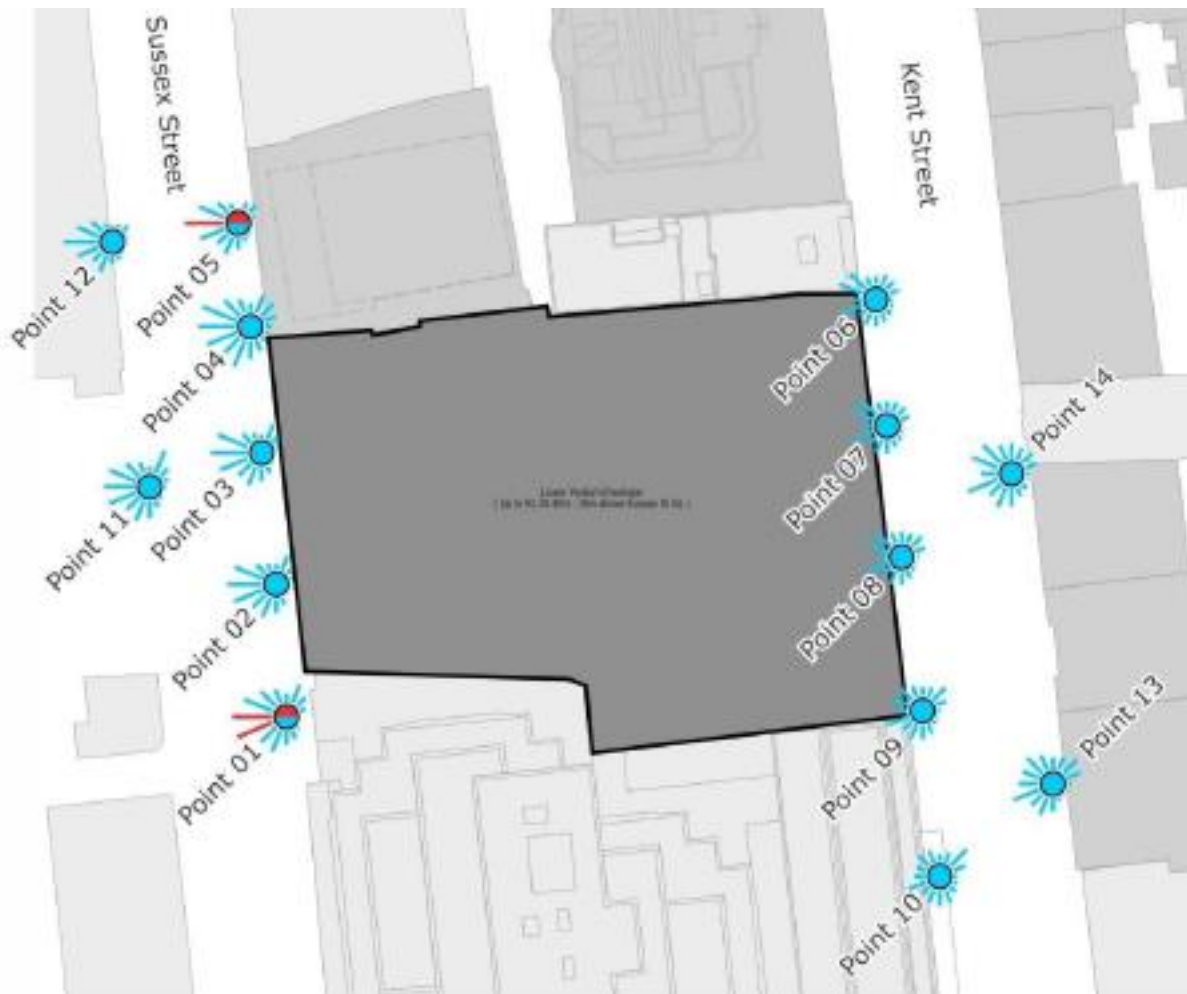 Sussex Street
Kent Street
Point 12
Point 05
Point 04
Point 06
Point 14
Point 11
Point 03
Point 07
Point 02
Point 08
Point 01
Point 09
Point 13
Point 10